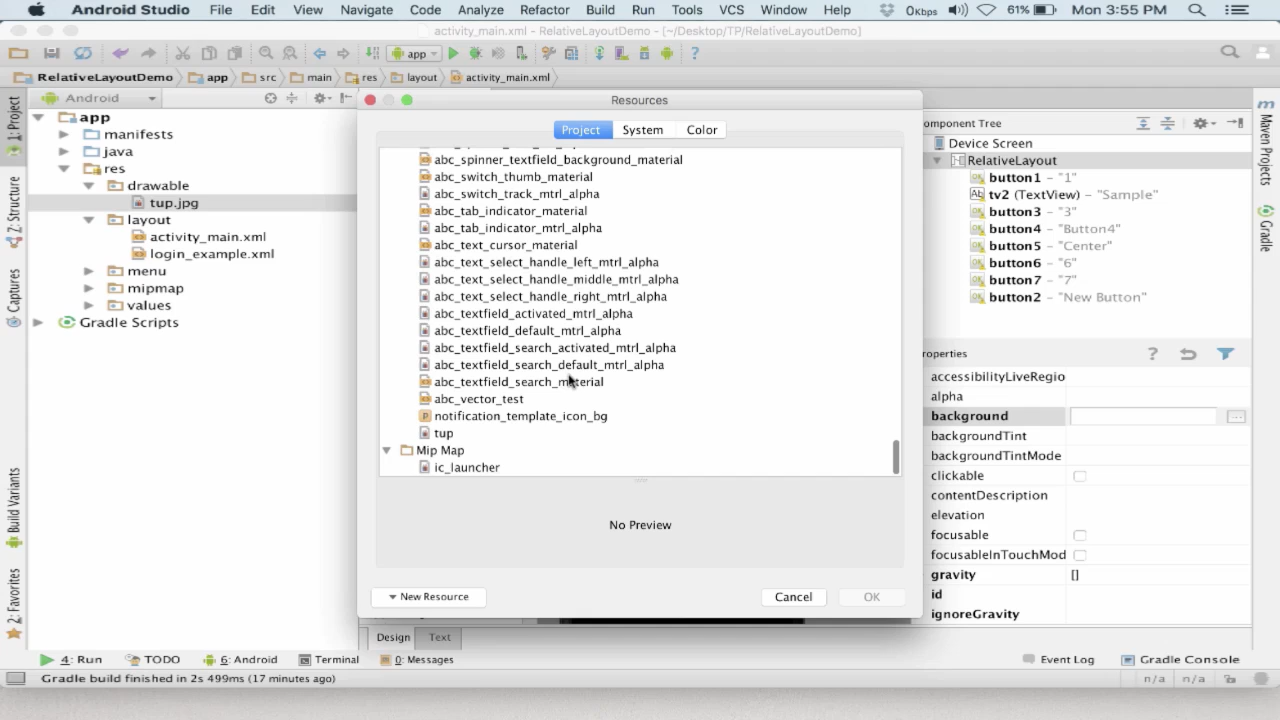 Android Studio File Edit View Navigate Code Analyze Refactor Build Run Tools VCS Window Help 0Kbps 61% Mon 3:55 PM
activity_main.xml - RelativeLayoutDemo - [~/Desktop/TP/RelativeLayoutDemo]
app
RelativeLayoutDemo app src main res layout activity_main.xml
1: Project
Z: Structure
Captures
Build Variants
2: Favorites
Android
app
manifests
java
res
drawable
tup.jpg
layout
activity_main.xml
login_example.xml
menu
mipmap
values
Gradle Scripts
Resources
Project System Color
abc_spinner_textfield_background_material
abc_switch_thumb_material
abc_switch_track_mtrl_alpha
abc_tab_indicator_material
abc_tab_indicator_mtrl_alpha
abc_text_cursor_material
abc_text_select_handle_left_mtrl_alpha
abc_text_select_handle_middle_mtrl_alpha
abc_text_select_handle_right_mtrl_alpha
abc_textfield_activated_mtrl_alpha
abc_textfield_default_mtrl_alpha
abc_textfield_search_activated_mtrl_alpha
abc_textfield_search_default_mtrl_alpha
abc_textfield_search_material
abc_vector_test
notification_template_icon_bg
tup
Mip Map
ic_launcher
No Preview
New Resource Cancel OK
Design Text
omponent Tree
Device Screen
RelativeLayout
button1 - "1"
tv2 (TextView) - "Sample"
button3 - "3"
button4 - "Button4"
button5 - "Center"
button6 - "6"
button7 - "7"
button2 - "New Button"
roperties ?
accessibilityLiveRegio
alpha
background ...
backgroundTint
backgroundTintMode
clickable
contentDescription
elevation
focusable
focusableInTouchMod
gravity []
id
ignoreGravity
Maven Projects
Gradle
4: Run TODO 6: Android Terminal 0: Messages Event Log Gradle Console
Gradle build finished in 2s 499ms (17 minutes ago) n/a n/a